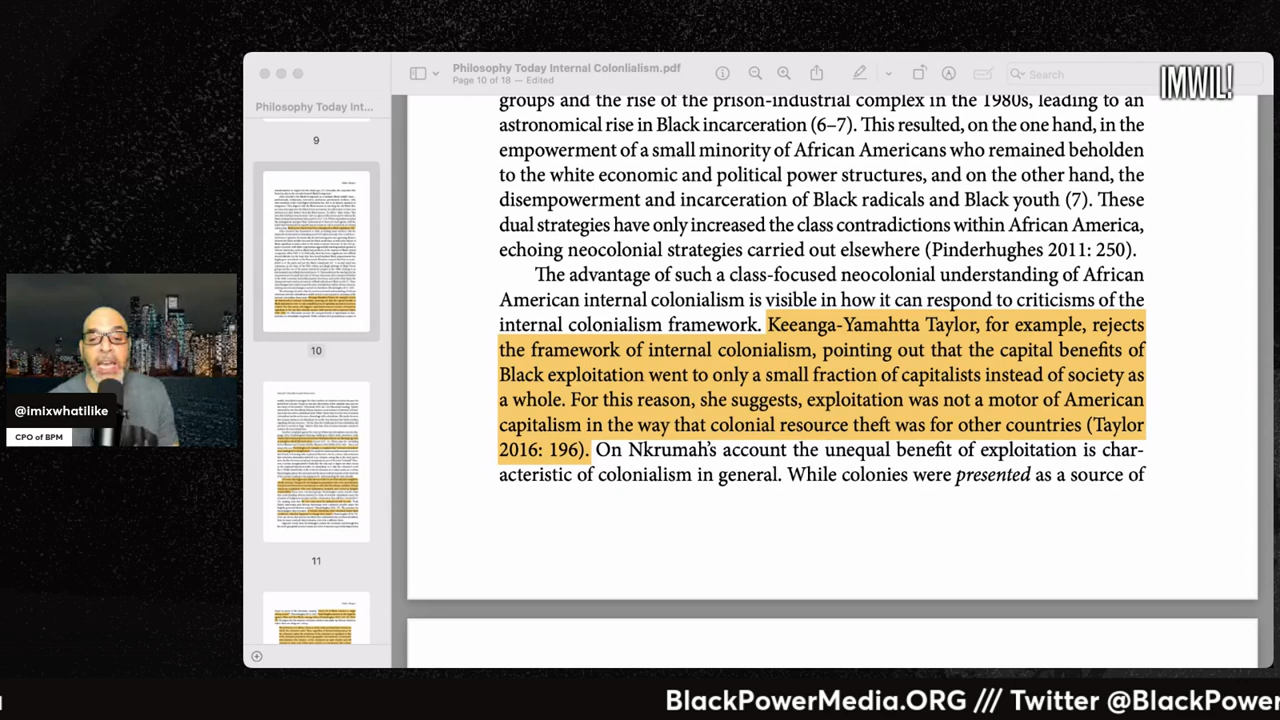 Philosophy Today Internal Colonlialism.pdf
Page 10 of 18 — Edited
Search
IMWIL!
Philosophy Today Int...
9
10
11
groups and the rise of the prison-industrial complex in the 1980s, leading to an
astronomical rise in Black incarceration (6–7). This resulted, on the one hand, in the
empowerment of a small minority of African Americans who remained beholden
to the white economic and political power structures, and on the other hand, the
disempowerment and incarceration of Black radicals and Black youth (7). These
dual strategies have only increased the class contradictions within African America,
echoing neocolonial strategies carried out elsewhere (Pinderhughes 2011: 250).
The advantage of such a class-focused neocolonial understanding of African
American internal colonialism is visible in how it can respond to criticisms of the
internal colonialism framework. Keeanga-Yamahtta Taylor, for example, rejects
the framework of internal colonialism, pointing out that the capital benefits of
Black exploitation went to only a small fraction of capitalists instead of society as
a whole. For this reason, she suggests, exploitation was not a motor of American
capitalism in the way that colonial resource theft was for other countries (Taylor
2016: 196). On Nkrumah's account, the unequal benefit of exploitation is char-
acteristic of colonialism in general. While colonies were presented as a source of
@imixwhatilike
CPO of BPM
BlackPowerMedia.ORG /// Twitter @BlackPower